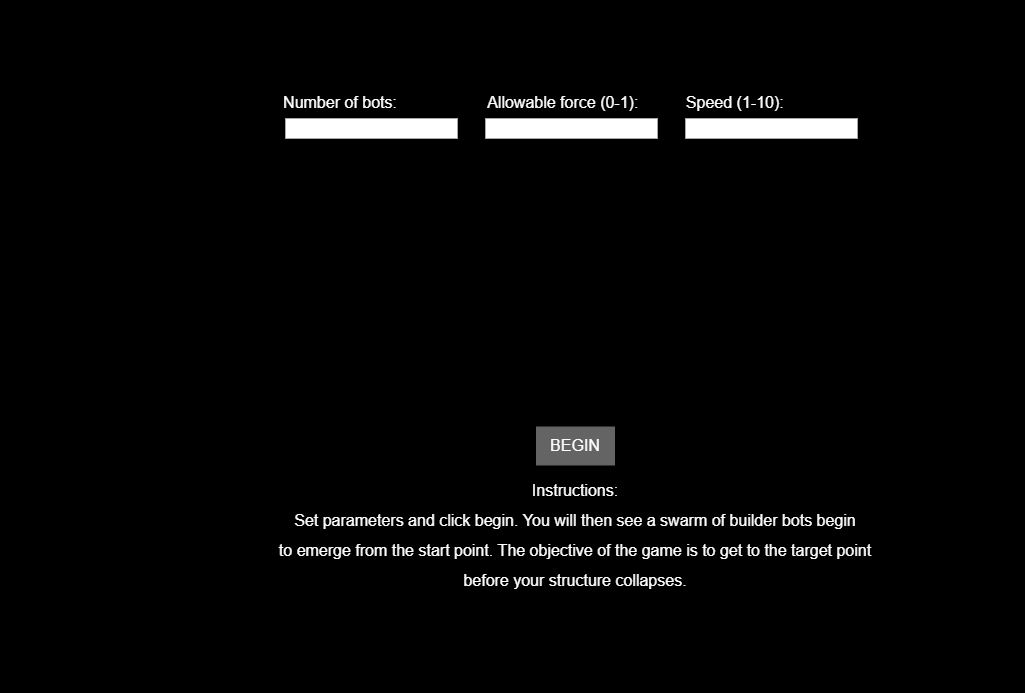 Number of bots: Allowable force (0-1): Speed (1-10):
BEGIN
Instructions:
Set parameters and click begin. You will then see a swarm of builder bots begin
to emerge from the start point. The objective of the game is to get to the target point
before your structure collapses.